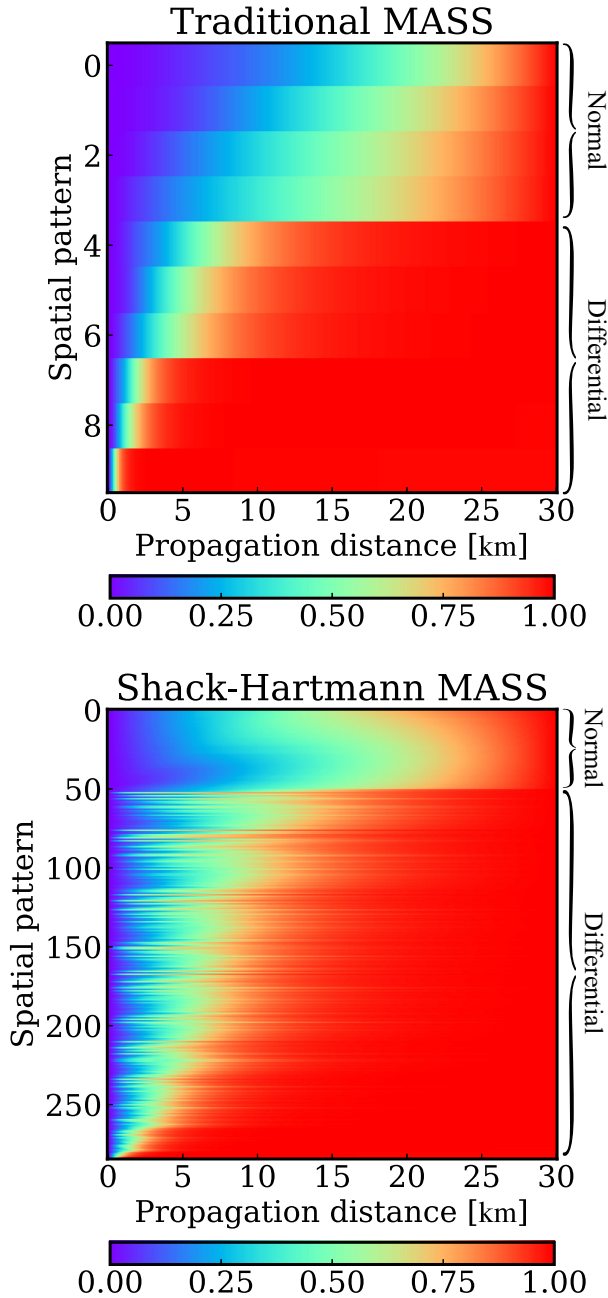 Traditional MASS
0
2
4
6
8
Spatial pattern
Normal
Differential
0 5 10 15 20 25 30
Propagation distance [km]
0.00 0.25 0.50 0.75 1.00
Shack-Hartmann MASS
0
50
100
150
200
250
Spatial pattern
Normal
Differential
0 5 10 15 20 25 30
Propagation distance [km]
0.00 0.25 0.50 0.75 1.00